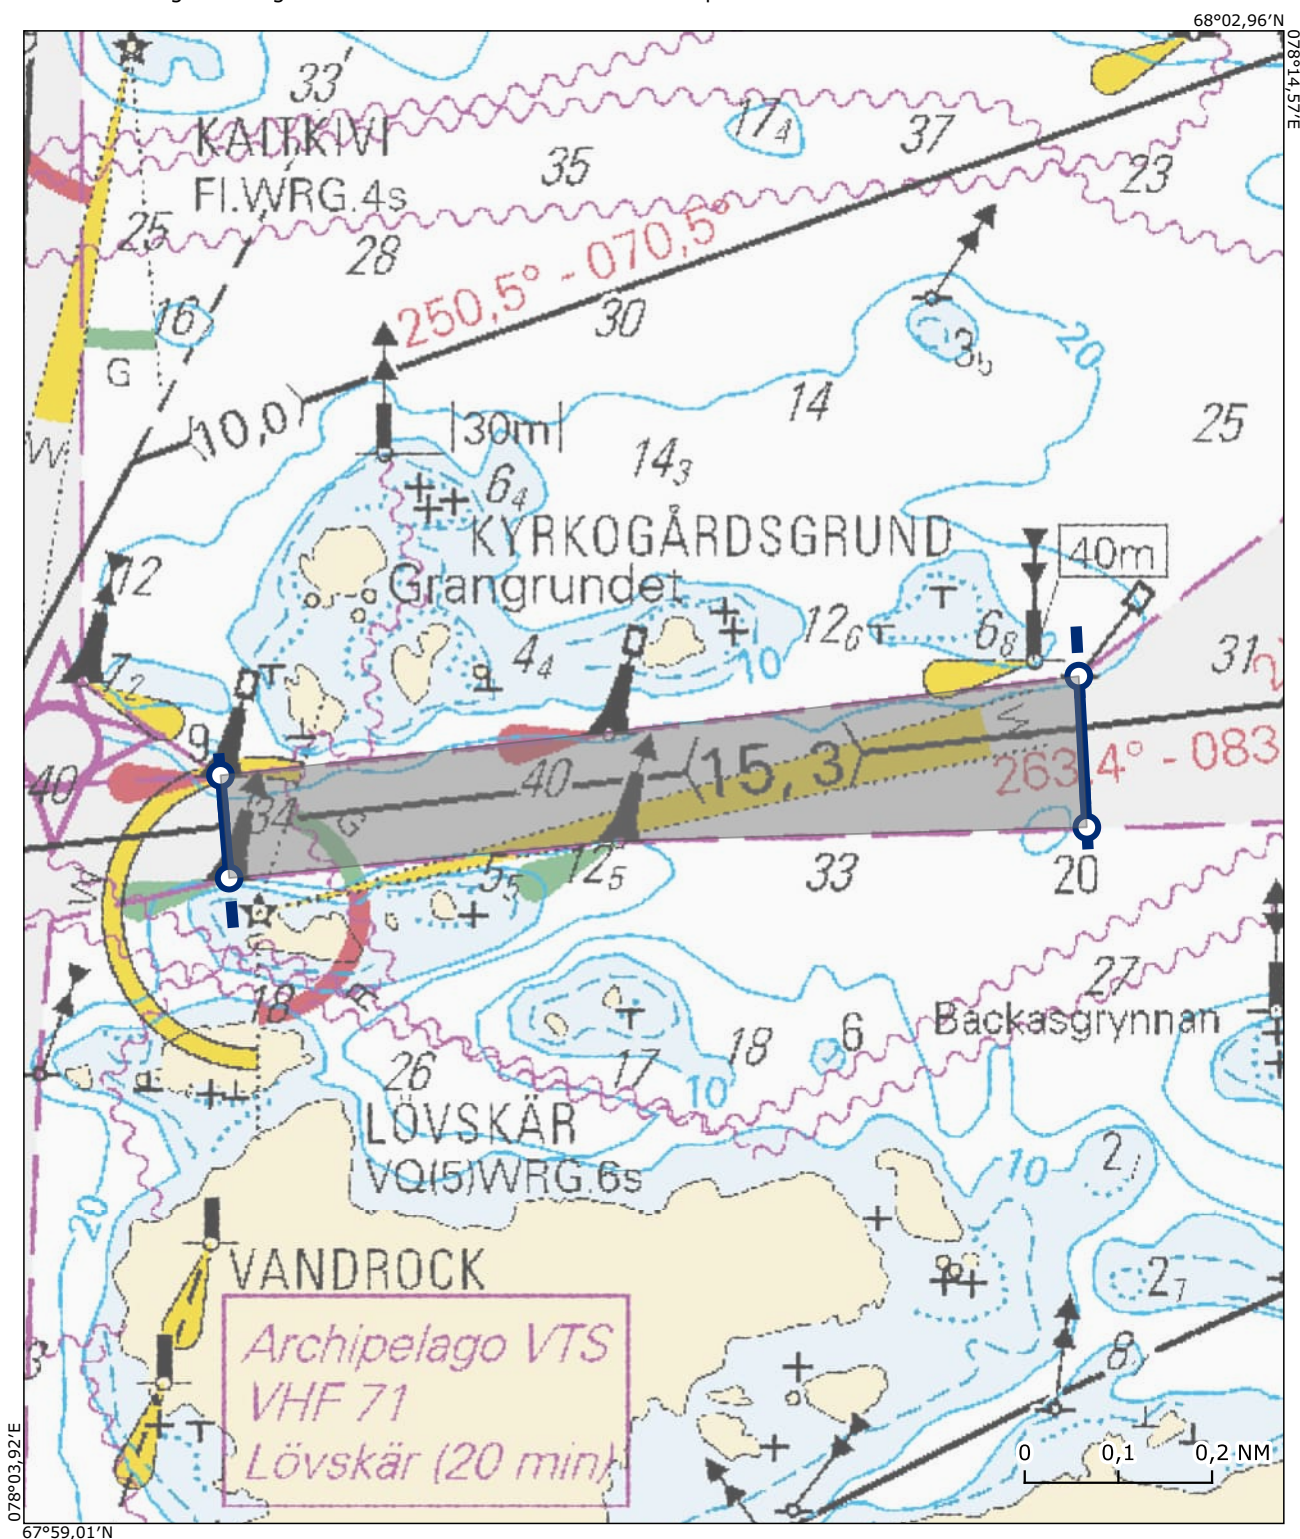 68°02,96′N
078°14,57′E
33
KAITKIVI
Fl.WRG.4s
17₄
37
35
23
25
28
250,5° - 070,5°
16
30
G
20
3₅
(10,0)
14
|30m|
25
W
14₃
6₄
KYRKOGÅRDSGRUND
40m
12
Grangrundet
12₆
6₈
7₂
4₄
10
31
9
W
40
40
(15,3)
263,4° - 083
34
G
W
5₅
12₅
33
20
18
R
27
Backasgrynnan
6
18
17
26
10
LÖVSKÄR
VQ(5)WRG.6s
10
2
20
VANDROCK
2₇
Archipelago VTS
VHF 71
Lövskär (20 min)
8
0 0,1 0,2 NM
078°03,92′E
67°59,01′N